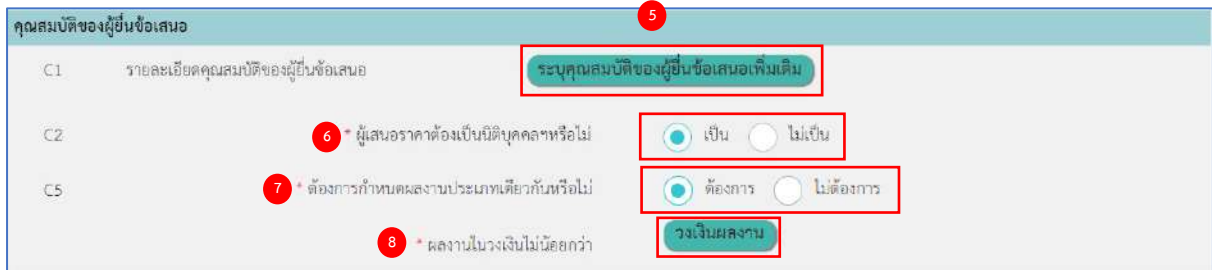 5
คุณสมบัติของผู้ยื่นข้อเสนอ
C1 รายละเอียดคุณสมบัติของผู้ยื่นข้อเสนอ ระบุคุณสมบัติของผู้ยื่นข้อเสนอเพิ่มเติม
C2 6 * ผู้เสนอราคาต้องเป็นนิติบุคคลฯหรือไม่ เป็น ไม่เป็น
C5 7 * ต้องการกำหนดผลงานประเภทเดียวกันหรือไม่ ต้องการ ไม่ต้องการ
8 * ผลงานในวงเงินไม่น้อยกว่า วงเงินผลงาน